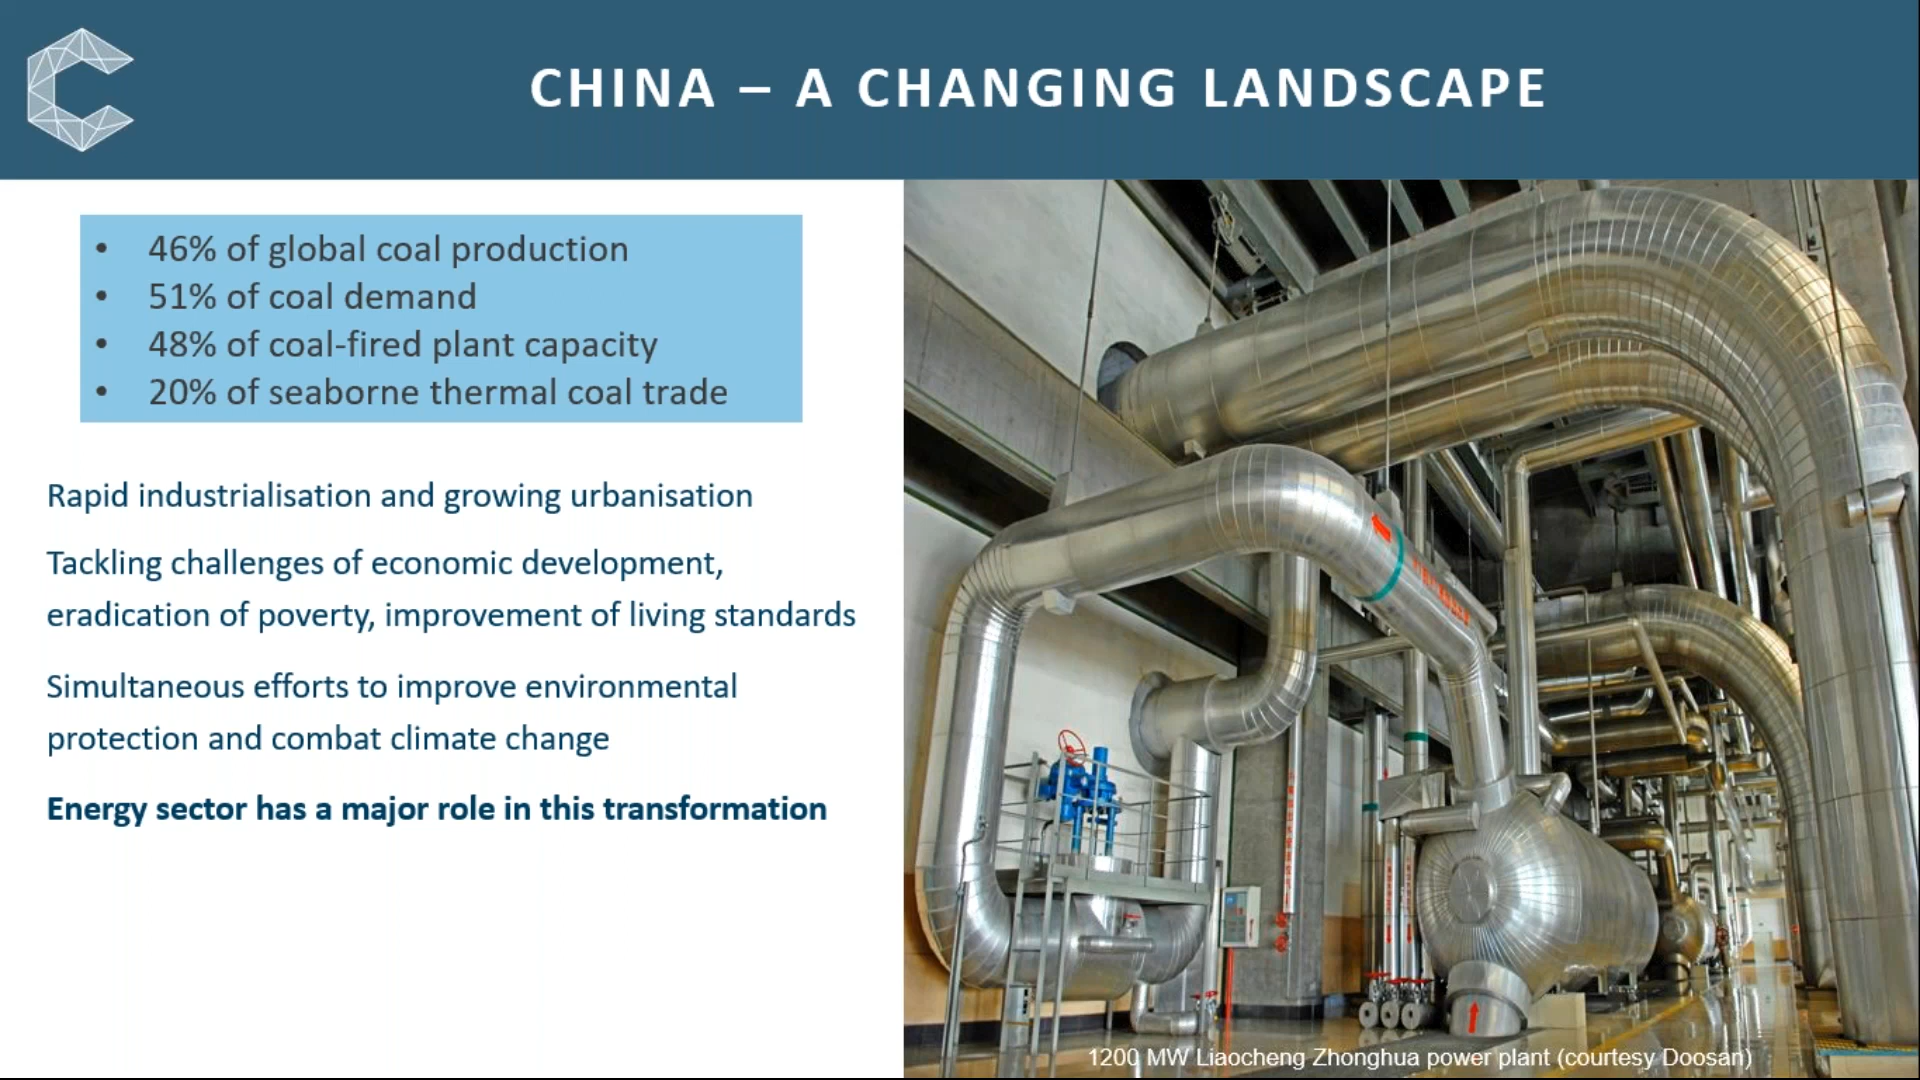 CHINA – A CHANGING LANDSCAPE
• 46% of global coal production
• 51% of coal demand
• 48% of coal-fired plant capacity
• 20% of seaborne thermal coal trade
Rapid industrialisation and growing urbanisation
Tackling challenges of economic development,
eradication of poverty, improvement of living standards
Simultaneous efforts to improve environmental
protection and combat climate change
Energy sector has a major role in this transformation
1200 MW Liaocheng Zhonghua power plant (courtesy Doosan)